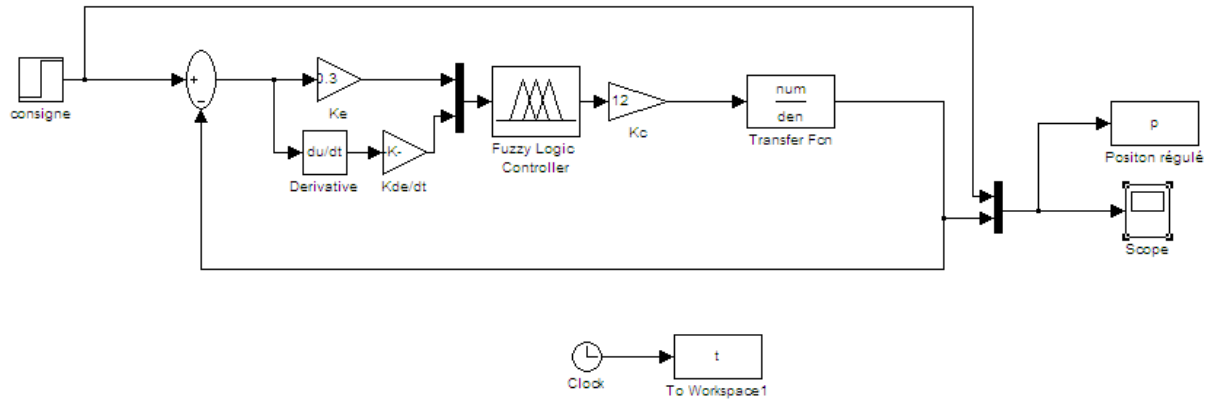 consigne
+
−
0.3
Ke
du/dt
Derivative
-K-
Kde/dt
Fuzzy Logic
Controller
12
Kc
num
den
Transfer Fcn
p
Positon régulé
Scope
Clock
t
To Workspace1